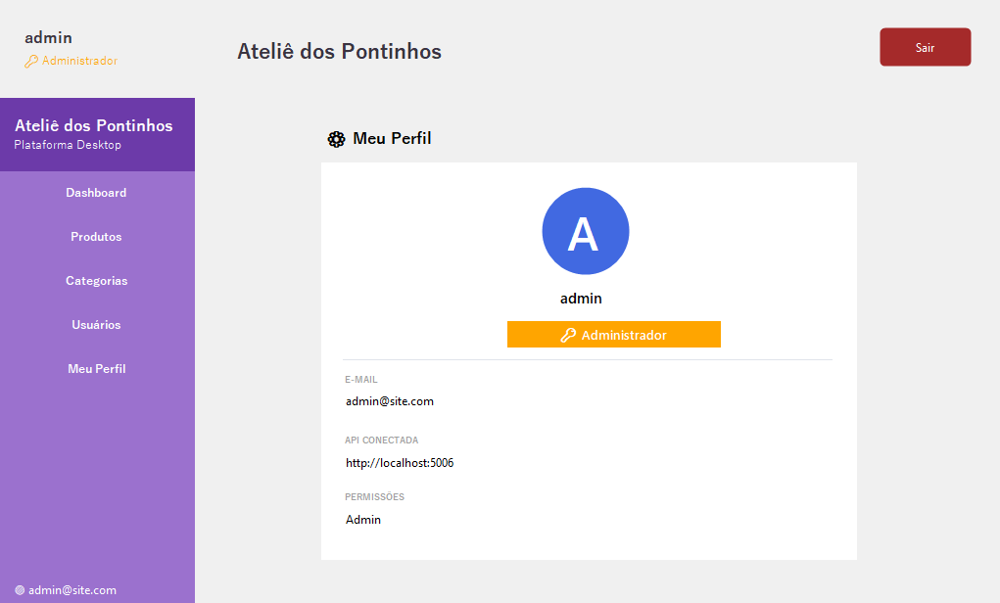 admin
Administrador
Ateliê dos Pontinhos
Sair
Ateliê dos Pontinhos
Plataforma Desktop
Dashboard
Produtos
Categorias
Usuários
Meu Perfil
admin@site.com
Meu Perfil
A
admin
Administrador
E-MAIL
admin@site.com
API CONECTADA
http://localhost:5006
PERMISSÕES
Admin